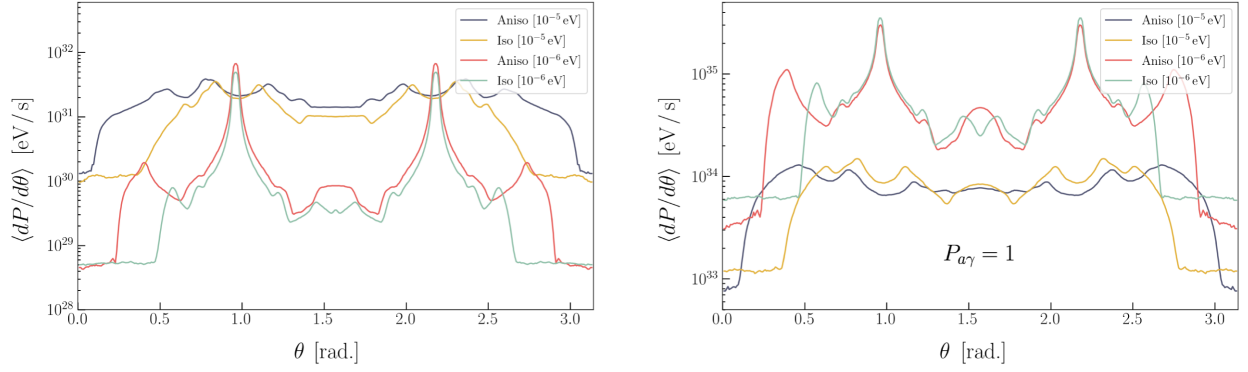 ⟨dP/dθ⟩ [eV / s]
10³²
10³¹
10³⁰
10²⁹
10²⁸
Aniso [10⁻⁵ eV]
Iso [10⁻⁵ eV]
Aniso [10⁻⁶ eV]
Iso [10⁻⁶ eV]
0.0 0.5 1.0 1.5 2.0 2.5 3.0
θ [rad.]
⟨dP/dθ⟩ [eV / s]
10³⁵
10³⁴
10³³
Aniso [10⁻⁵ eV]
Iso [10⁻⁵ eV]
Aniso [10⁻⁶ eV]
Iso [10⁻⁶ eV]
P_{aγ} = 1
0.0 0.5 1.0 1.5 2.0 2.5 3.0
θ [rad.]